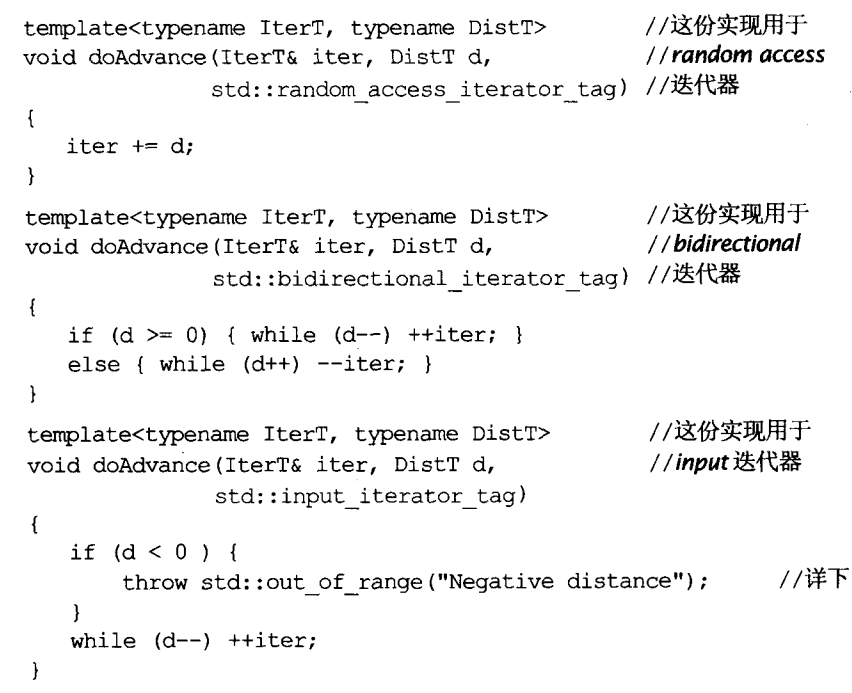 template<typename IterT, typename DistT> //这份实现用于
void doAdvance(IterT& iter, DistT d, //random access
std::random_access_iterator_tag) //迭代器
{
iter += d;
}
template<typename IterT, typename DistT> //这份实现用于
void doAdvance(IterT& iter, DistT d, //bidirectional
std::bidirectional_iterator_tag) //迭代器
{
if (d >= 0) { while (d--) ++iter; }
else { while (d++) --iter; }
}
template<typename IterT, typename DistT> //这份实现用于
void doAdvance(IterT& iter, DistT d, //input 迭代器
std::input_iterator_tag)
{
if (d < 0 ) {
throw std::out_of_range("Negative distance"); //详下
}
while (d--) ++iter;
}